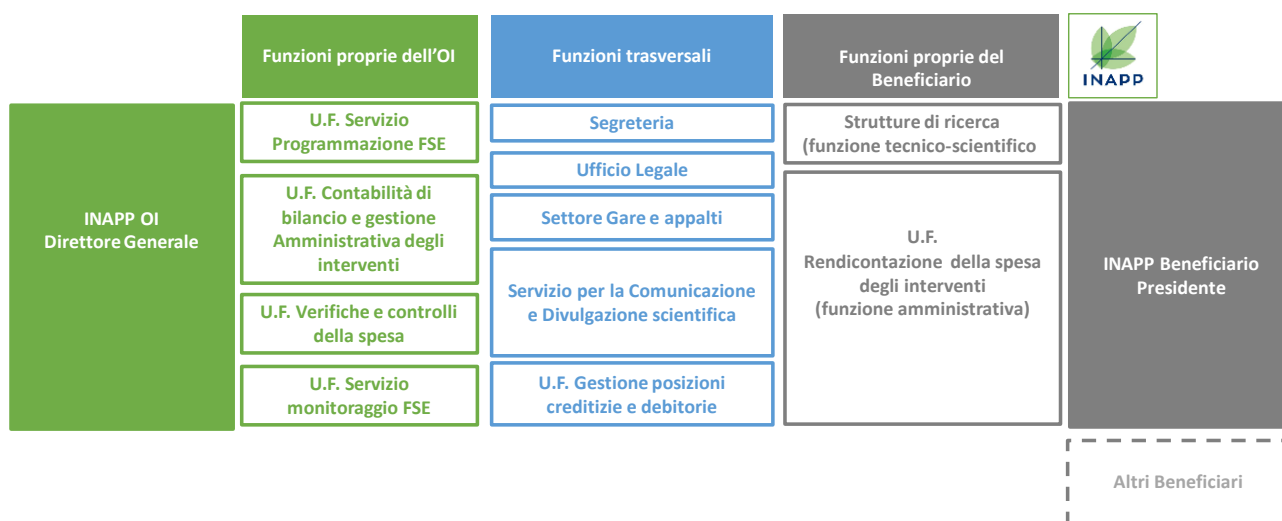 Funzioni proprie dell'OI
Funzioni trasversali
Funzioni proprie del
Beneficiario
INAPP
INAPP OI
Direttore Generale
U.F. Servizio
Programmazione FSE
U.F. Contabilità di
bilancio e gestione
Amministrativa degli
interventi
U.F. Verifiche e controlli
della spesa
U.F. Servizio
monitoraggio FSE
Segreteria
Ufficio Legale
Settore Gare e appalti
Servizio per la Comunicazione
e Divulgazione scientifica
U.F. Gestione posizioni
creditizie e debitorie
Strutture di ricerca
(funzione tecnico-scientifico
U.F.
Rendicontazione della spesa
degli interventi
(funzione amministrativa)
INAPP Beneficiario
Presidente
Altri Beneficiari